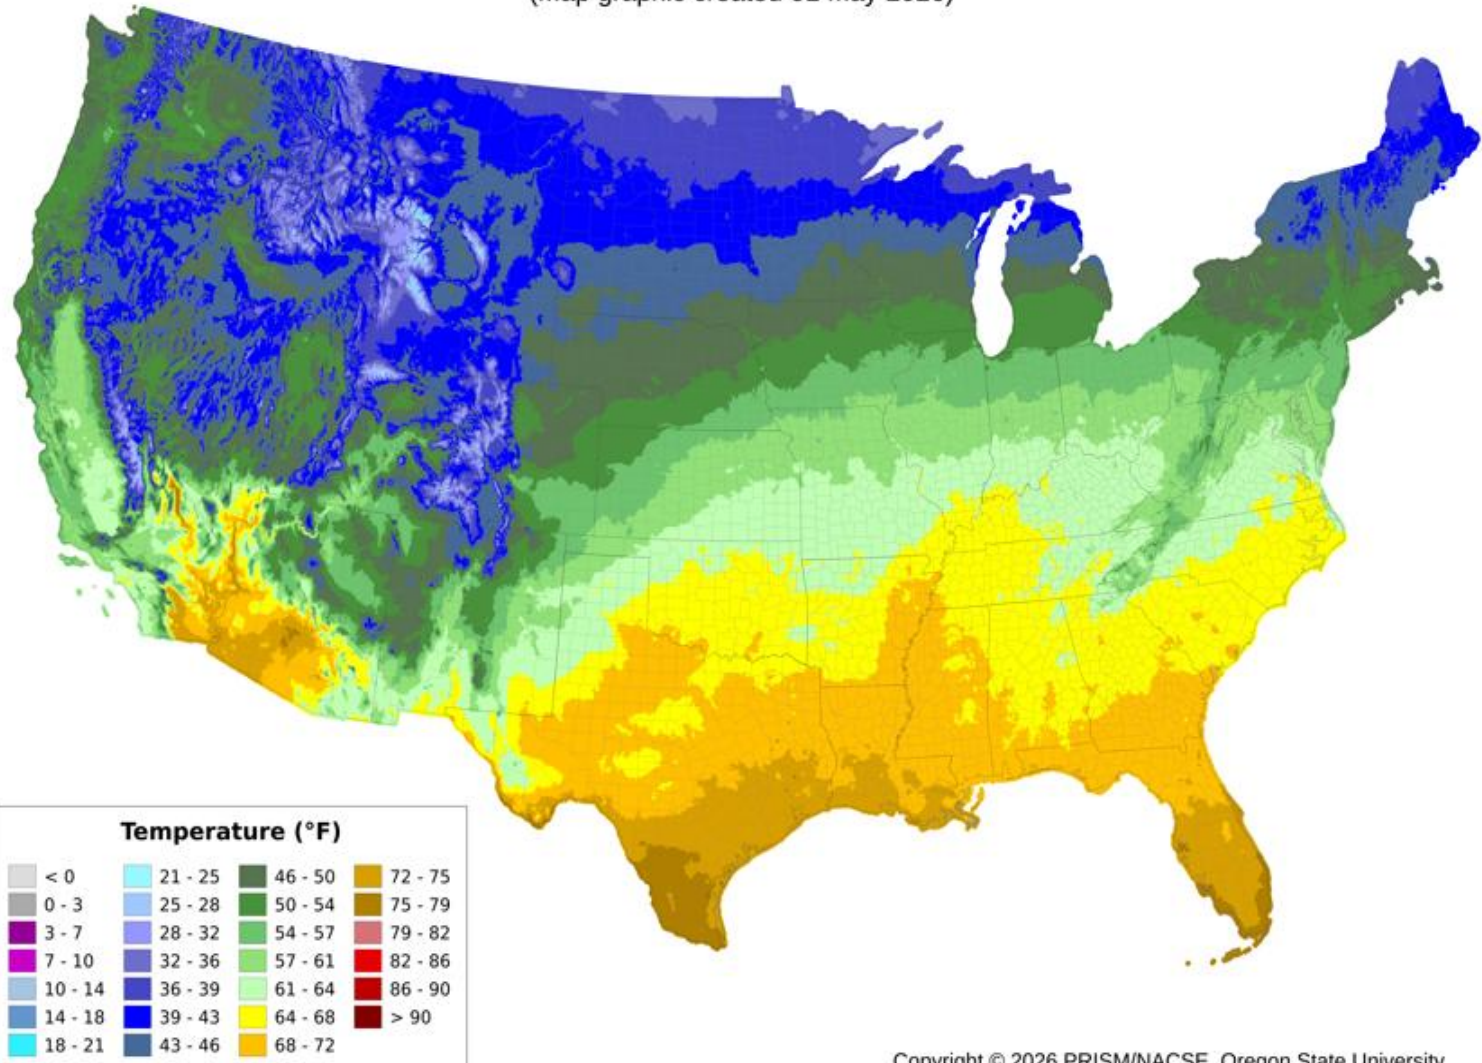 Temperature (°F)
< 0
0 - 3
3 - 7
7 - 10
10 - 14
14 - 18
18 - 21
21 - 25
25 - 28
28 - 32
32 - 36
36 - 39
39 - 43
43 - 46
46 - 50
50 - 54
54 - 57
57 - 61
61 - 64
64 - 68
68 - 72
72 - 75
75 - 79
79 - 82
82 - 86
86 - 90
> 90
Copyright © 2026 PRISM/NACSE, Oregon State University